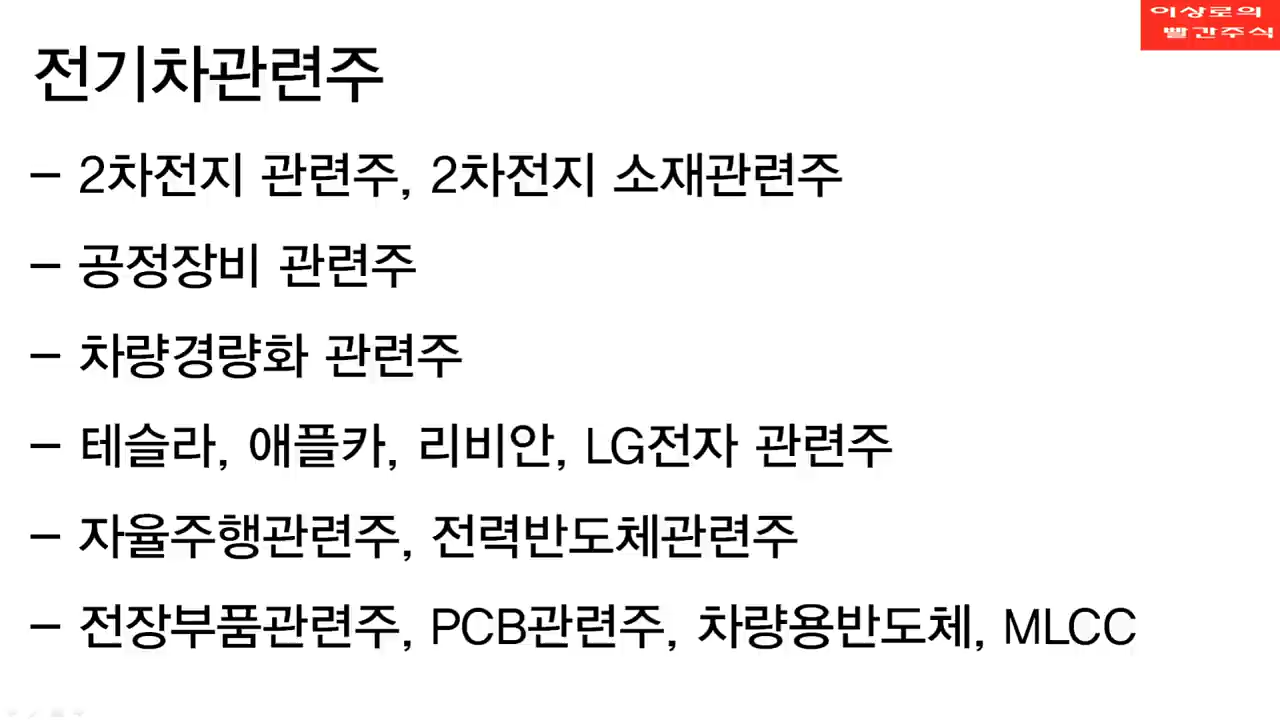 이상로의
빨간주식
전기차관련주
– 2차전지 관련주, 2차전지 소재관련주
– 공정장비 관련주
– 차량경량화 관련주
– 테슬라, 애플카, 리비안, LG전자 관련주
– 자율주행관련주, 전력반도체관련주
– 전장부품관련주, PCB관련주, 차량용반도체, MLCC